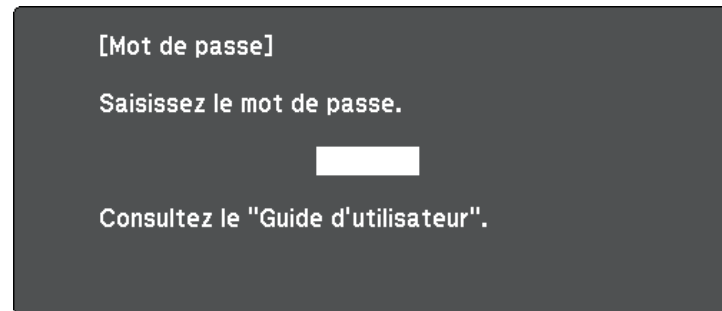 [Mot de passe]
Saisissez le mot de passe.
Consultez le "Guide d'utilisateur".